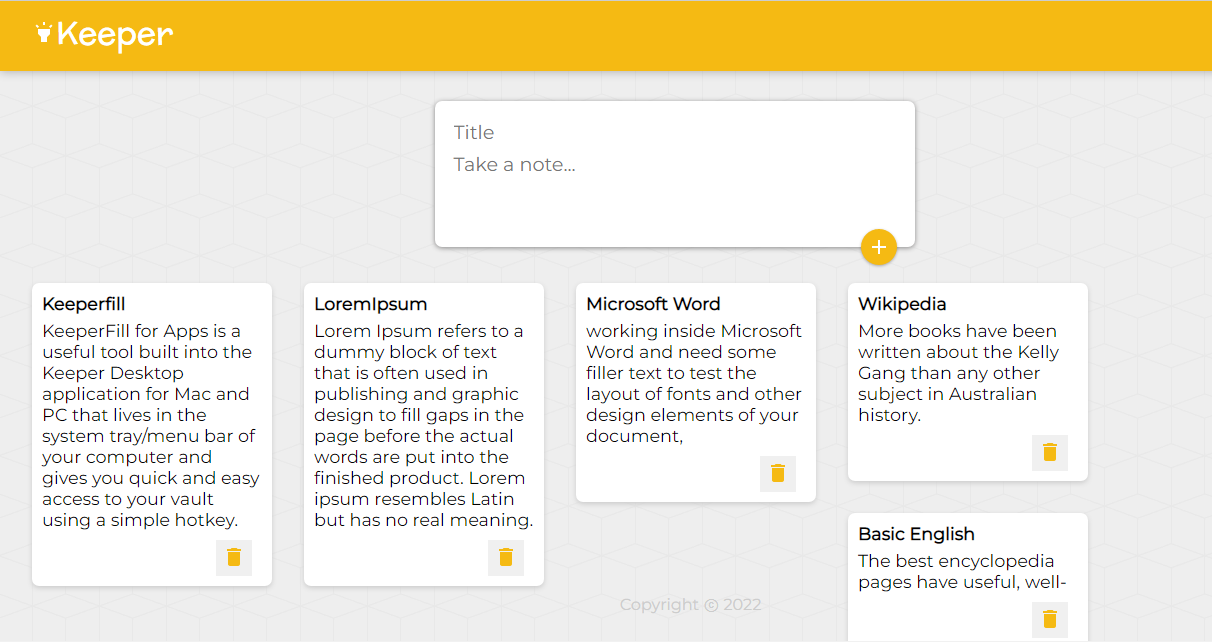 Keeper
Title
Take a note...
Keeperfill
KeeperFill for Apps is a
useful tool built into the
Keeper Desktop
application for Mac and
PC that lives in the
system tray/menu bar of
your computer and
gives you quick and easy
access to your vault
using a simple hotkey.
LoremIpsum
Lorem Ipsum refers to a
dummy block of text
that is often used in
publishing and graphic
design to fill gaps in the
page before the actual
words are put into the
finished product. Lorem
ipsum resembles Latin
but has no real meaning.
Microsoft Word
working inside Microsoft
Word and need some
filler text to test the
layout of fonts and other
design elements of your
document,
Wikipedia
More books have been
written about the Kelly
Gang than any other
subject in Australian
history.
Basic English
The best encyclopedia
pages have useful, well-
Copyright © 2022